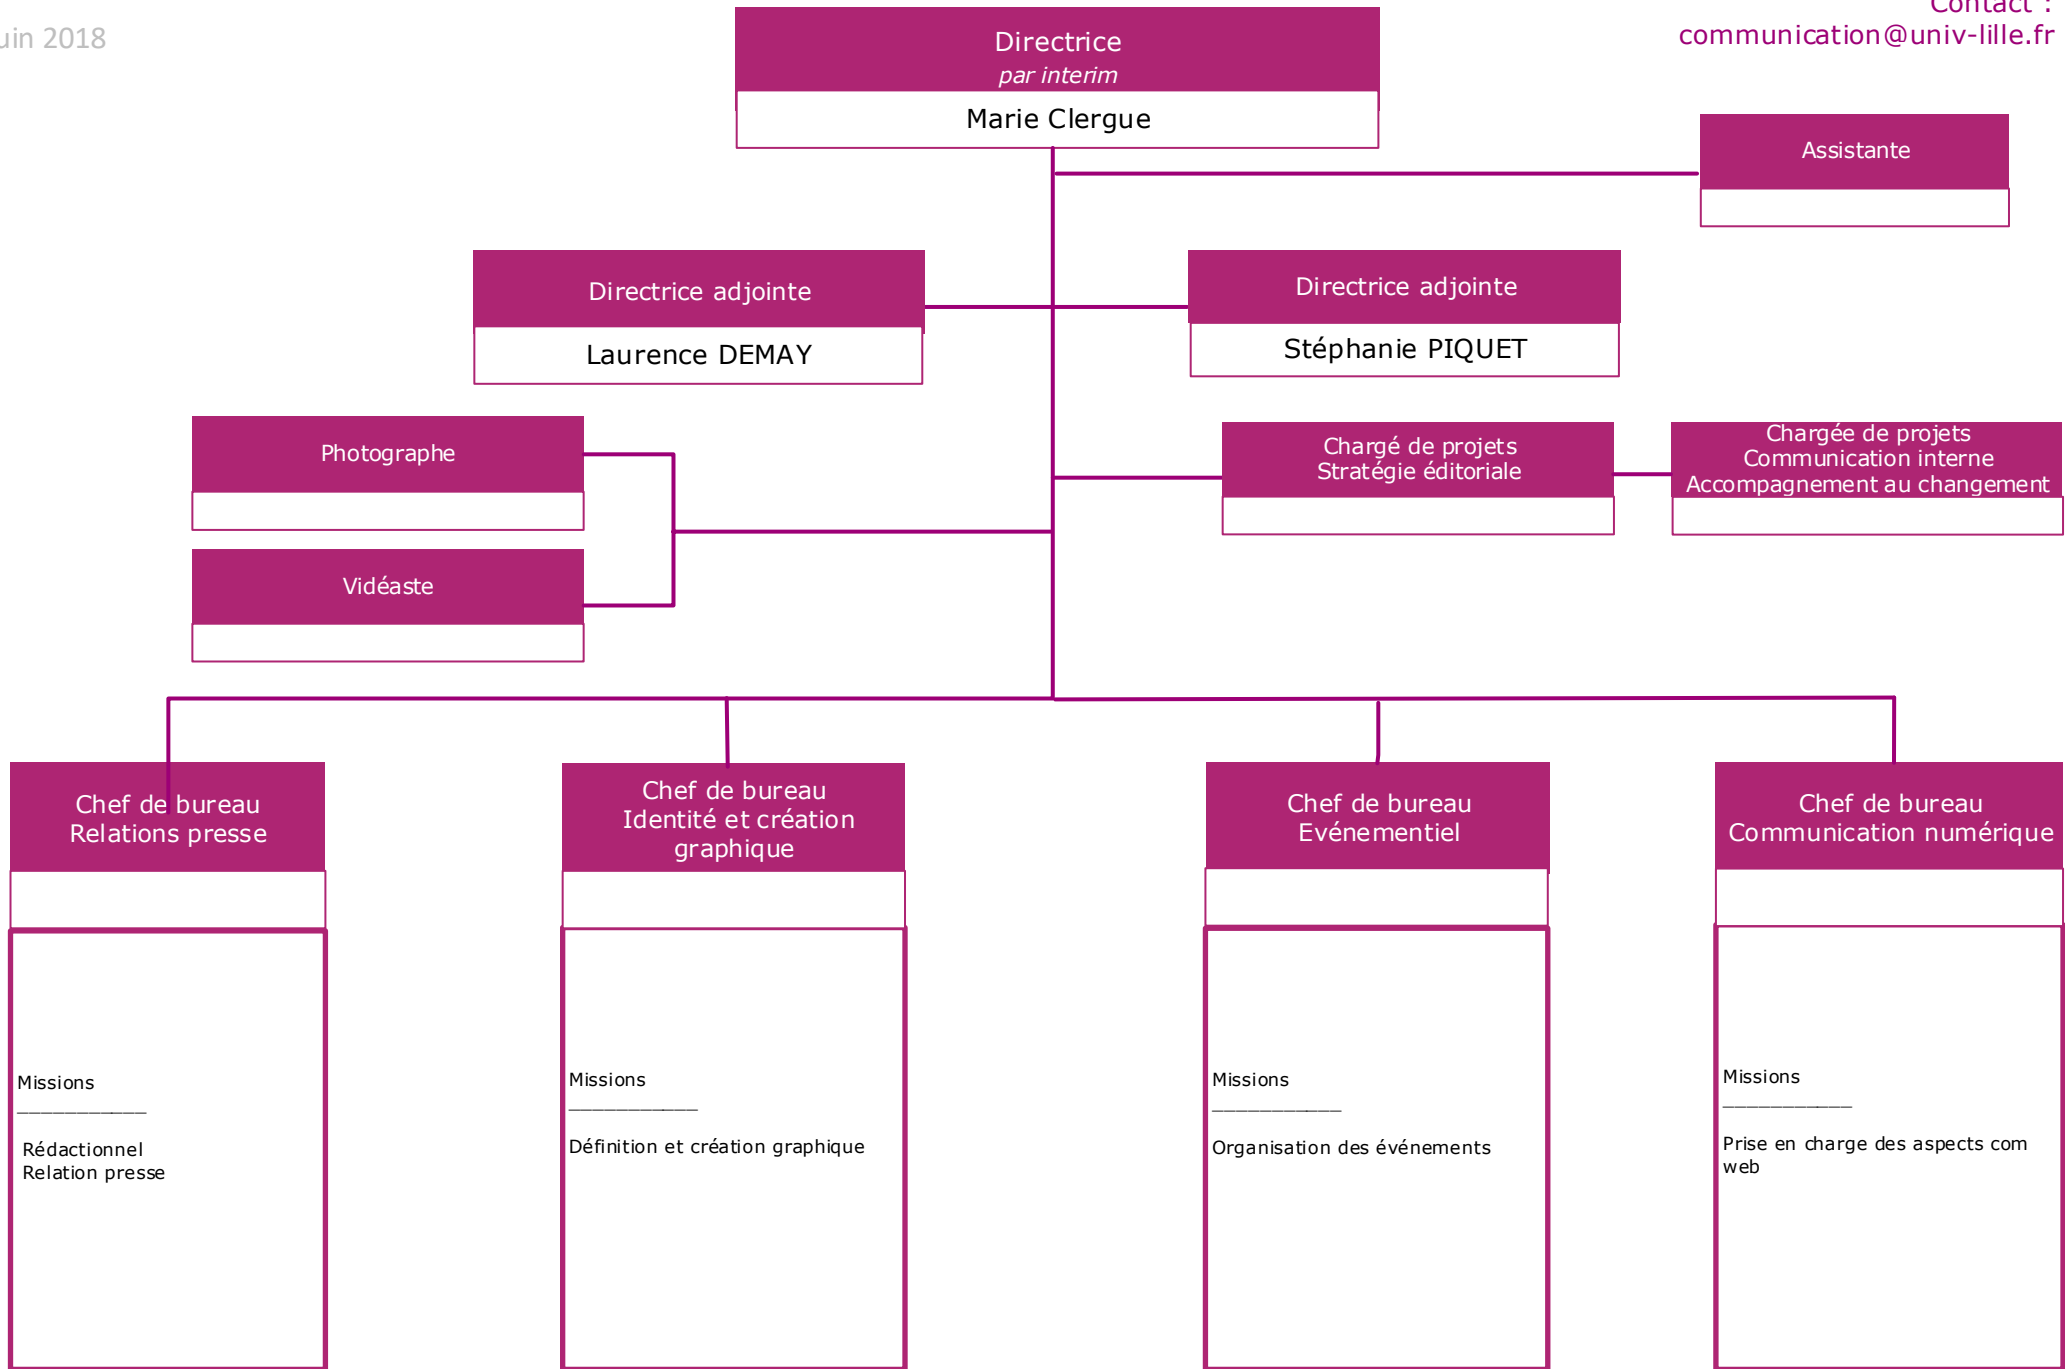 uin 2018
Contact :
communication@univ-lille.fr
Directrice
par interim
Marie Clergue
Assistante
Directrice adjointe
Laurence DEMAY
Directrice adjointe
Stéphanie PIQUET
Photographe
Vidéaste
Chargé de projets
Stratégie éditoriale
Chargée de projets
Communication interne
Accompagnement au changement
Chef de bureau
Relations presse
Missions
___________
Rédactionnel
Relation presse
Chef de bureau
Identité et création
graphique
Missions
___________
Définition et création graphique
Chef de bureau
Evénementiel
Missions
___________
Organisation des événements
Chef de bureau
Communication numérique
Missions
___________
Prise en charge des aspects com
web